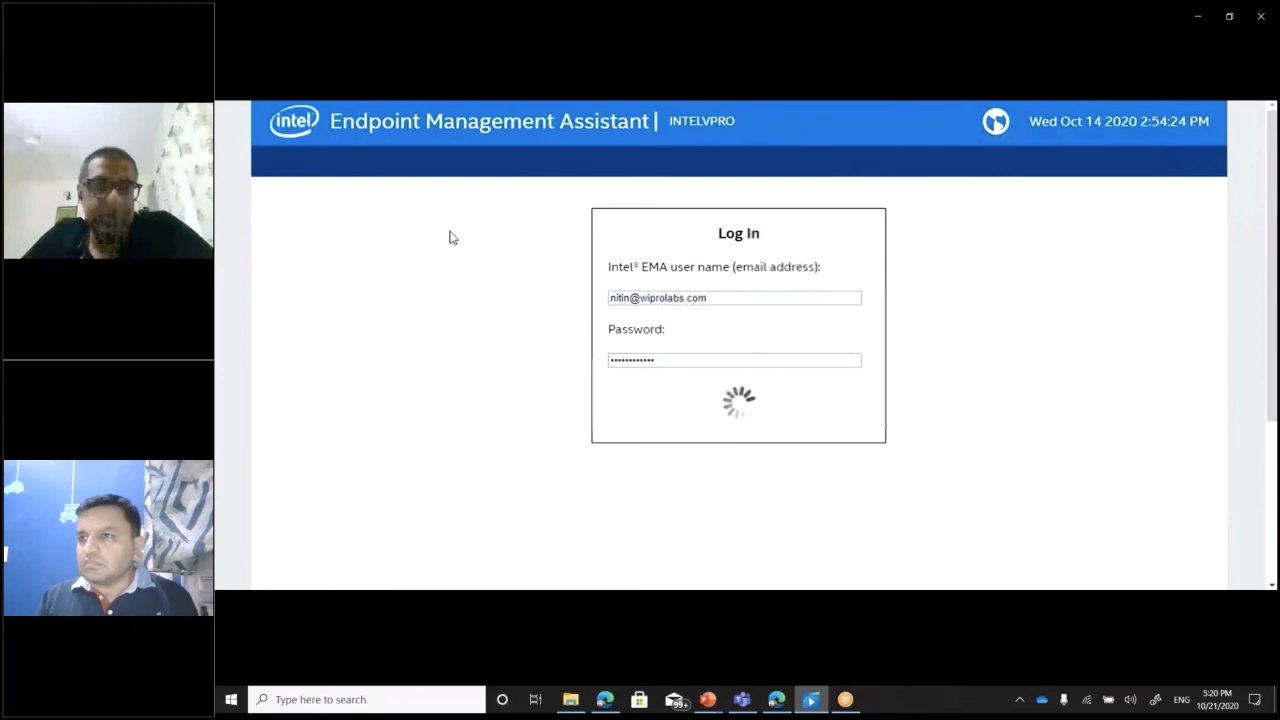 intel Endpoint Management Assistant | INTELVPRO Wed Oct 14 2020 2:54:24 PM
Log In
Intel® EMA user name (email address):
nitin@wiprolabs.com
Password:
••••••••••••
Type here to search
99+
ENG
5:20 PM
10/21/2020